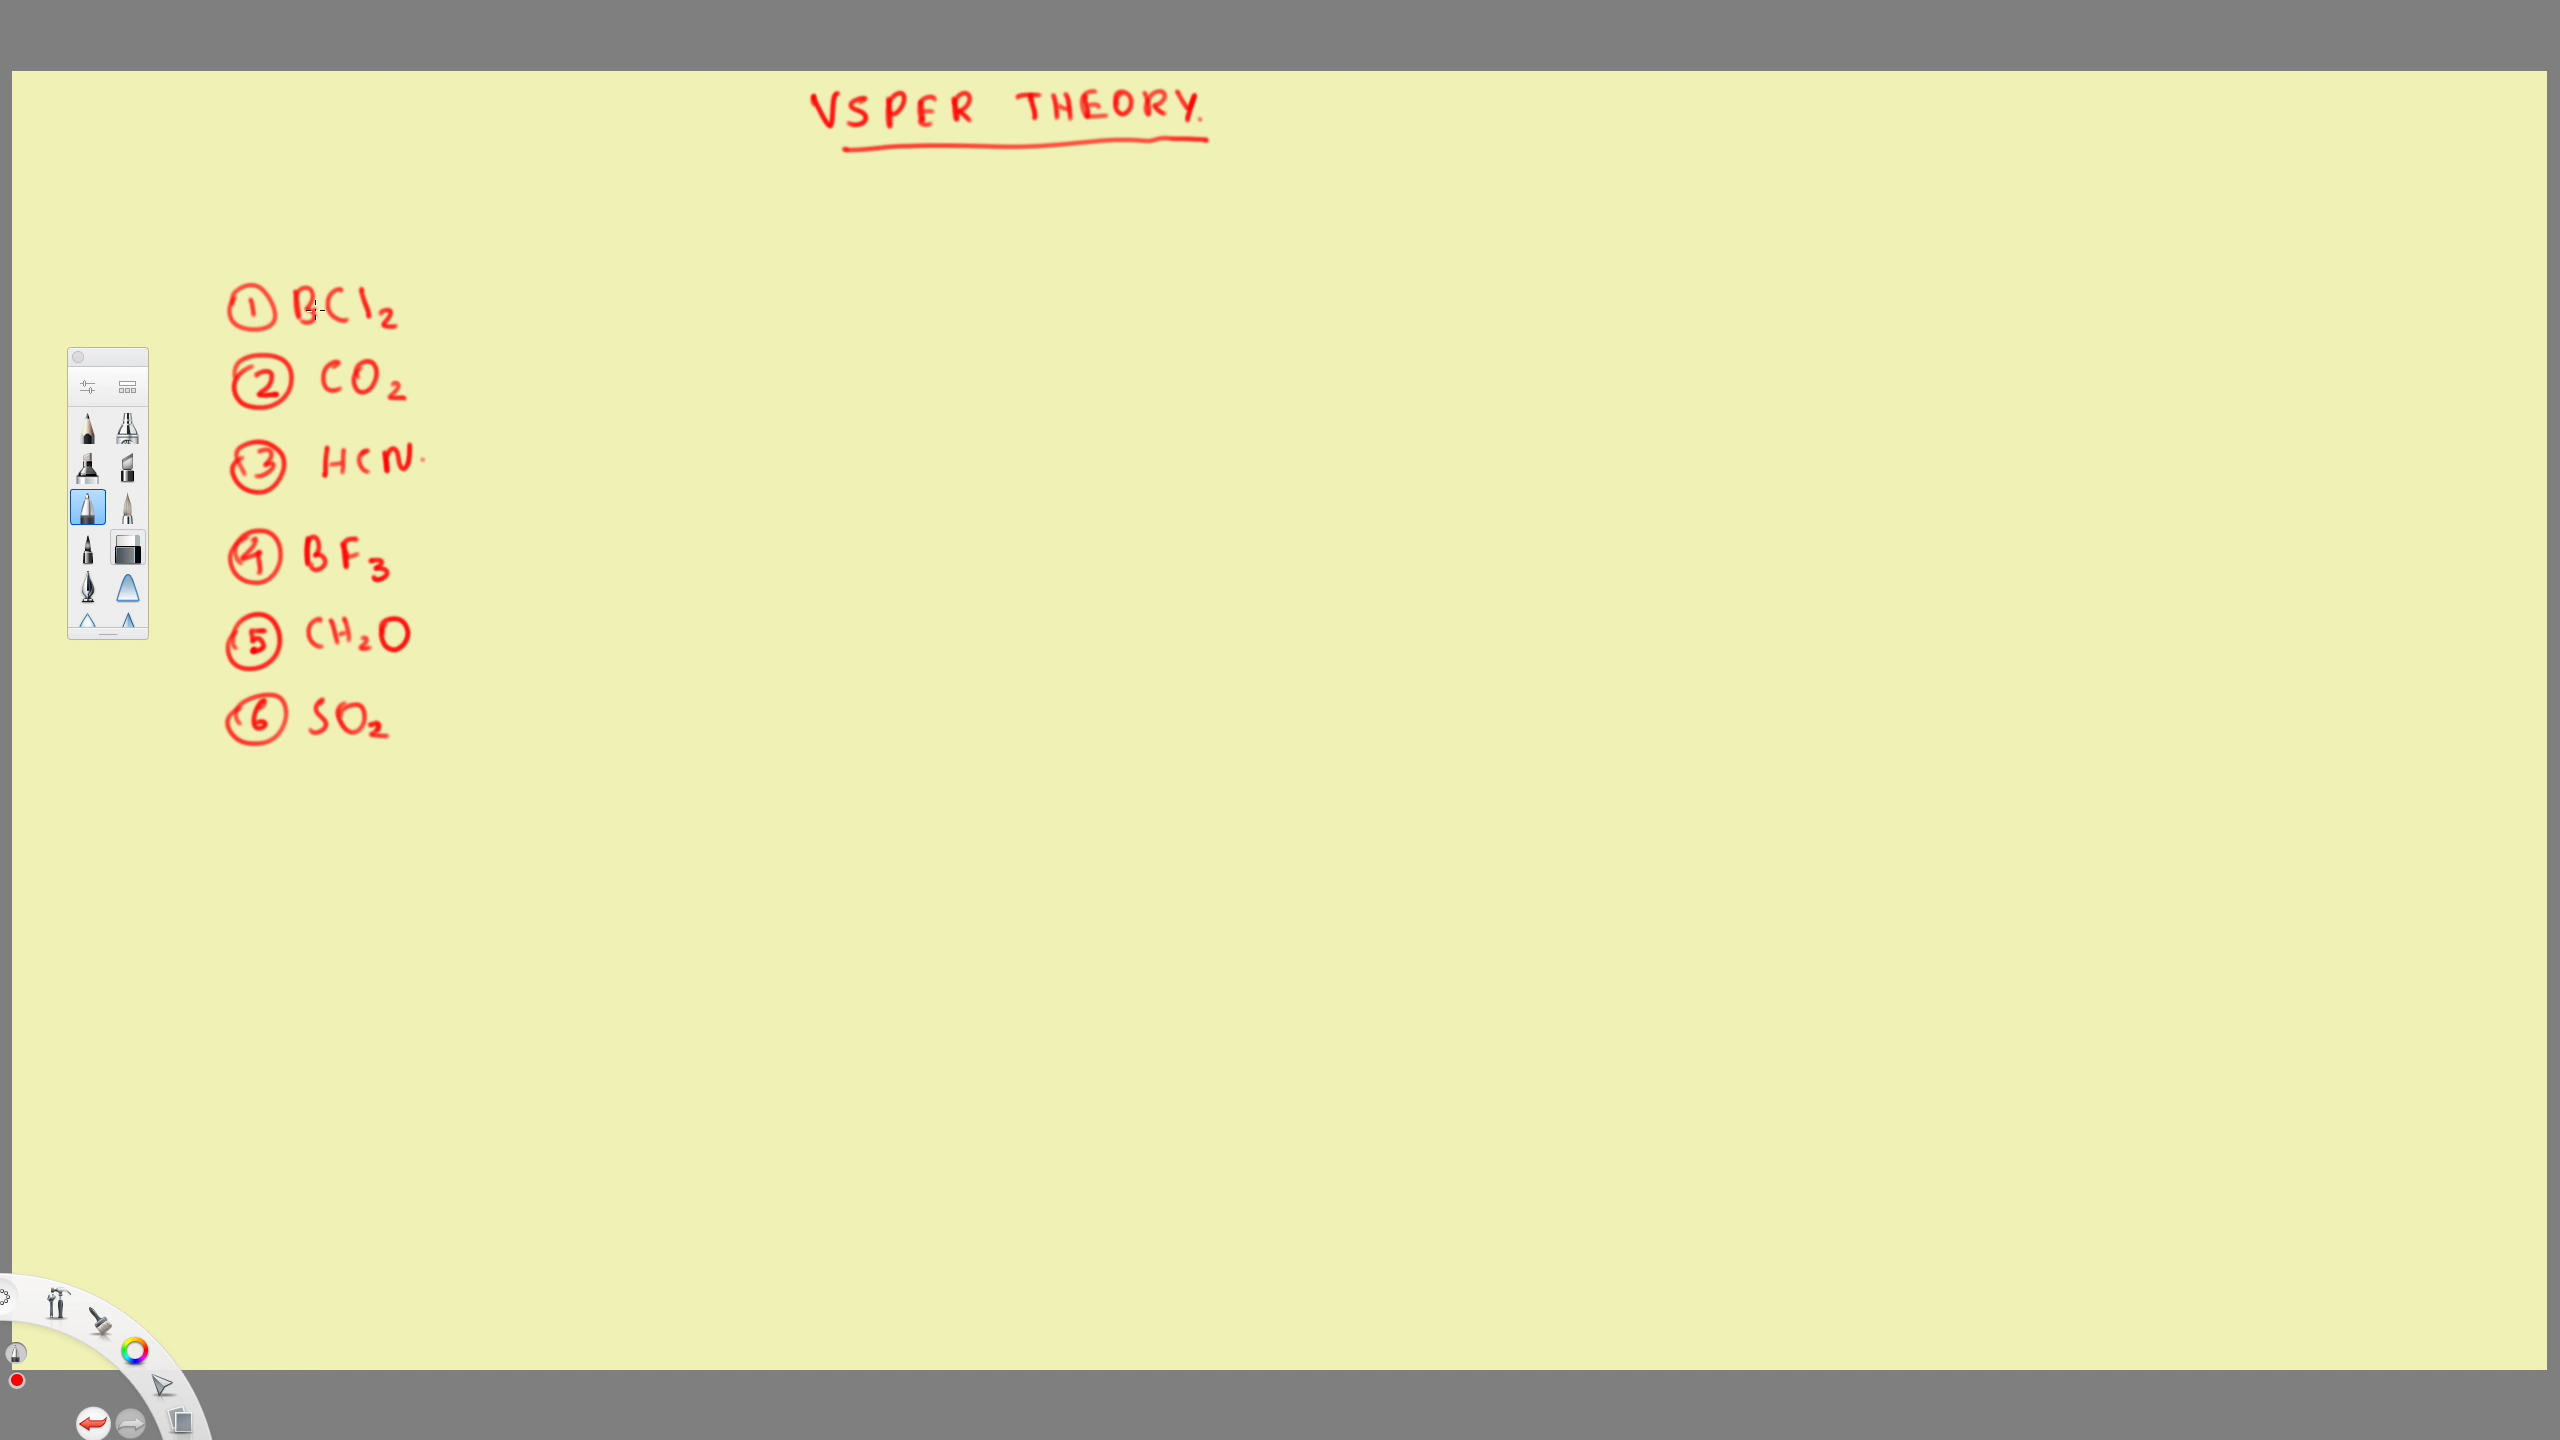 VSPER THEORY.
① BCl₂
② CO₂
③ HCN.
④ BF₃
⑤ CH₂O
⑥ SO₂